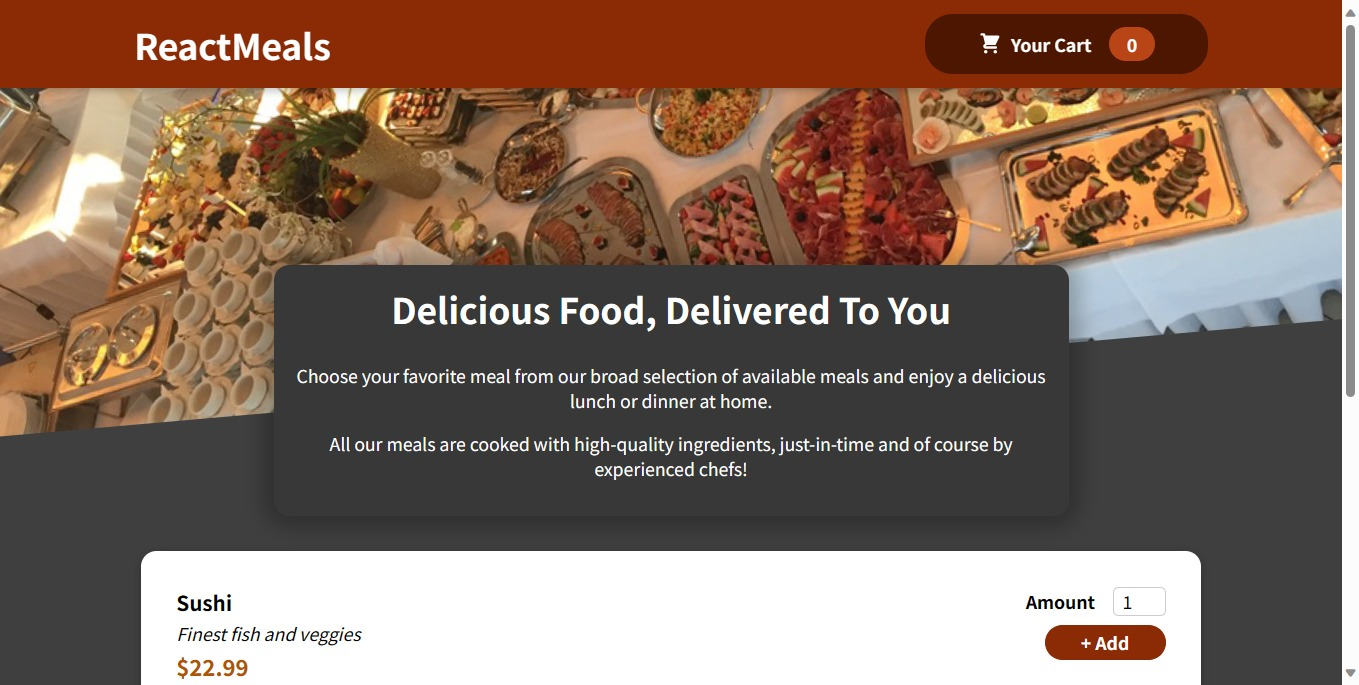 ReactMeals
Your Cart 0
Delicious Food, Delivered To You
Choose your favorite meal from our broad selection of available meals and enjoy a delicious
lunch or dinner at home.
All our meals are cooked with high-quality ingredients, just-in-time and of course by
experienced chefs!
Sushi
Finest fish and veggies
$22.99
Amount 1
+ Add